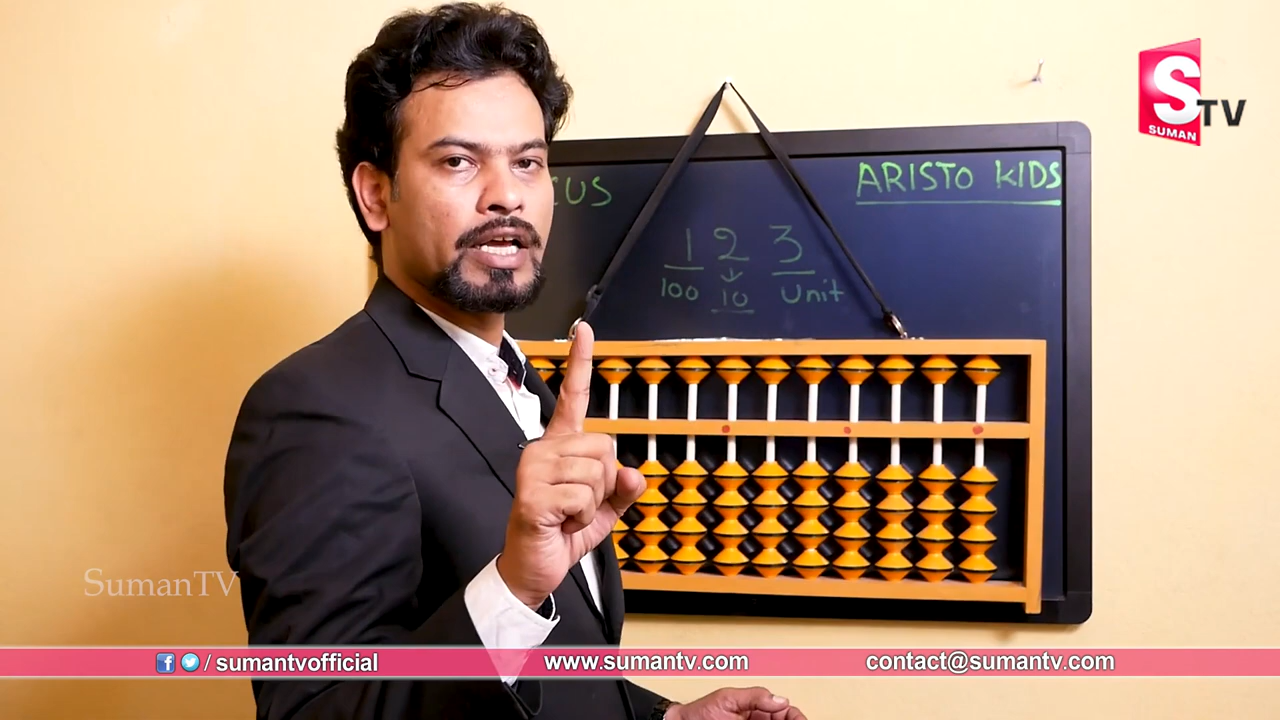 S TV
SUMAN
CUS
ARISTO KIDS
1 2 3
100 10 Unit
SumanTV
/ sumantvofficial
www.sumantv.com
contact@sumantv.com